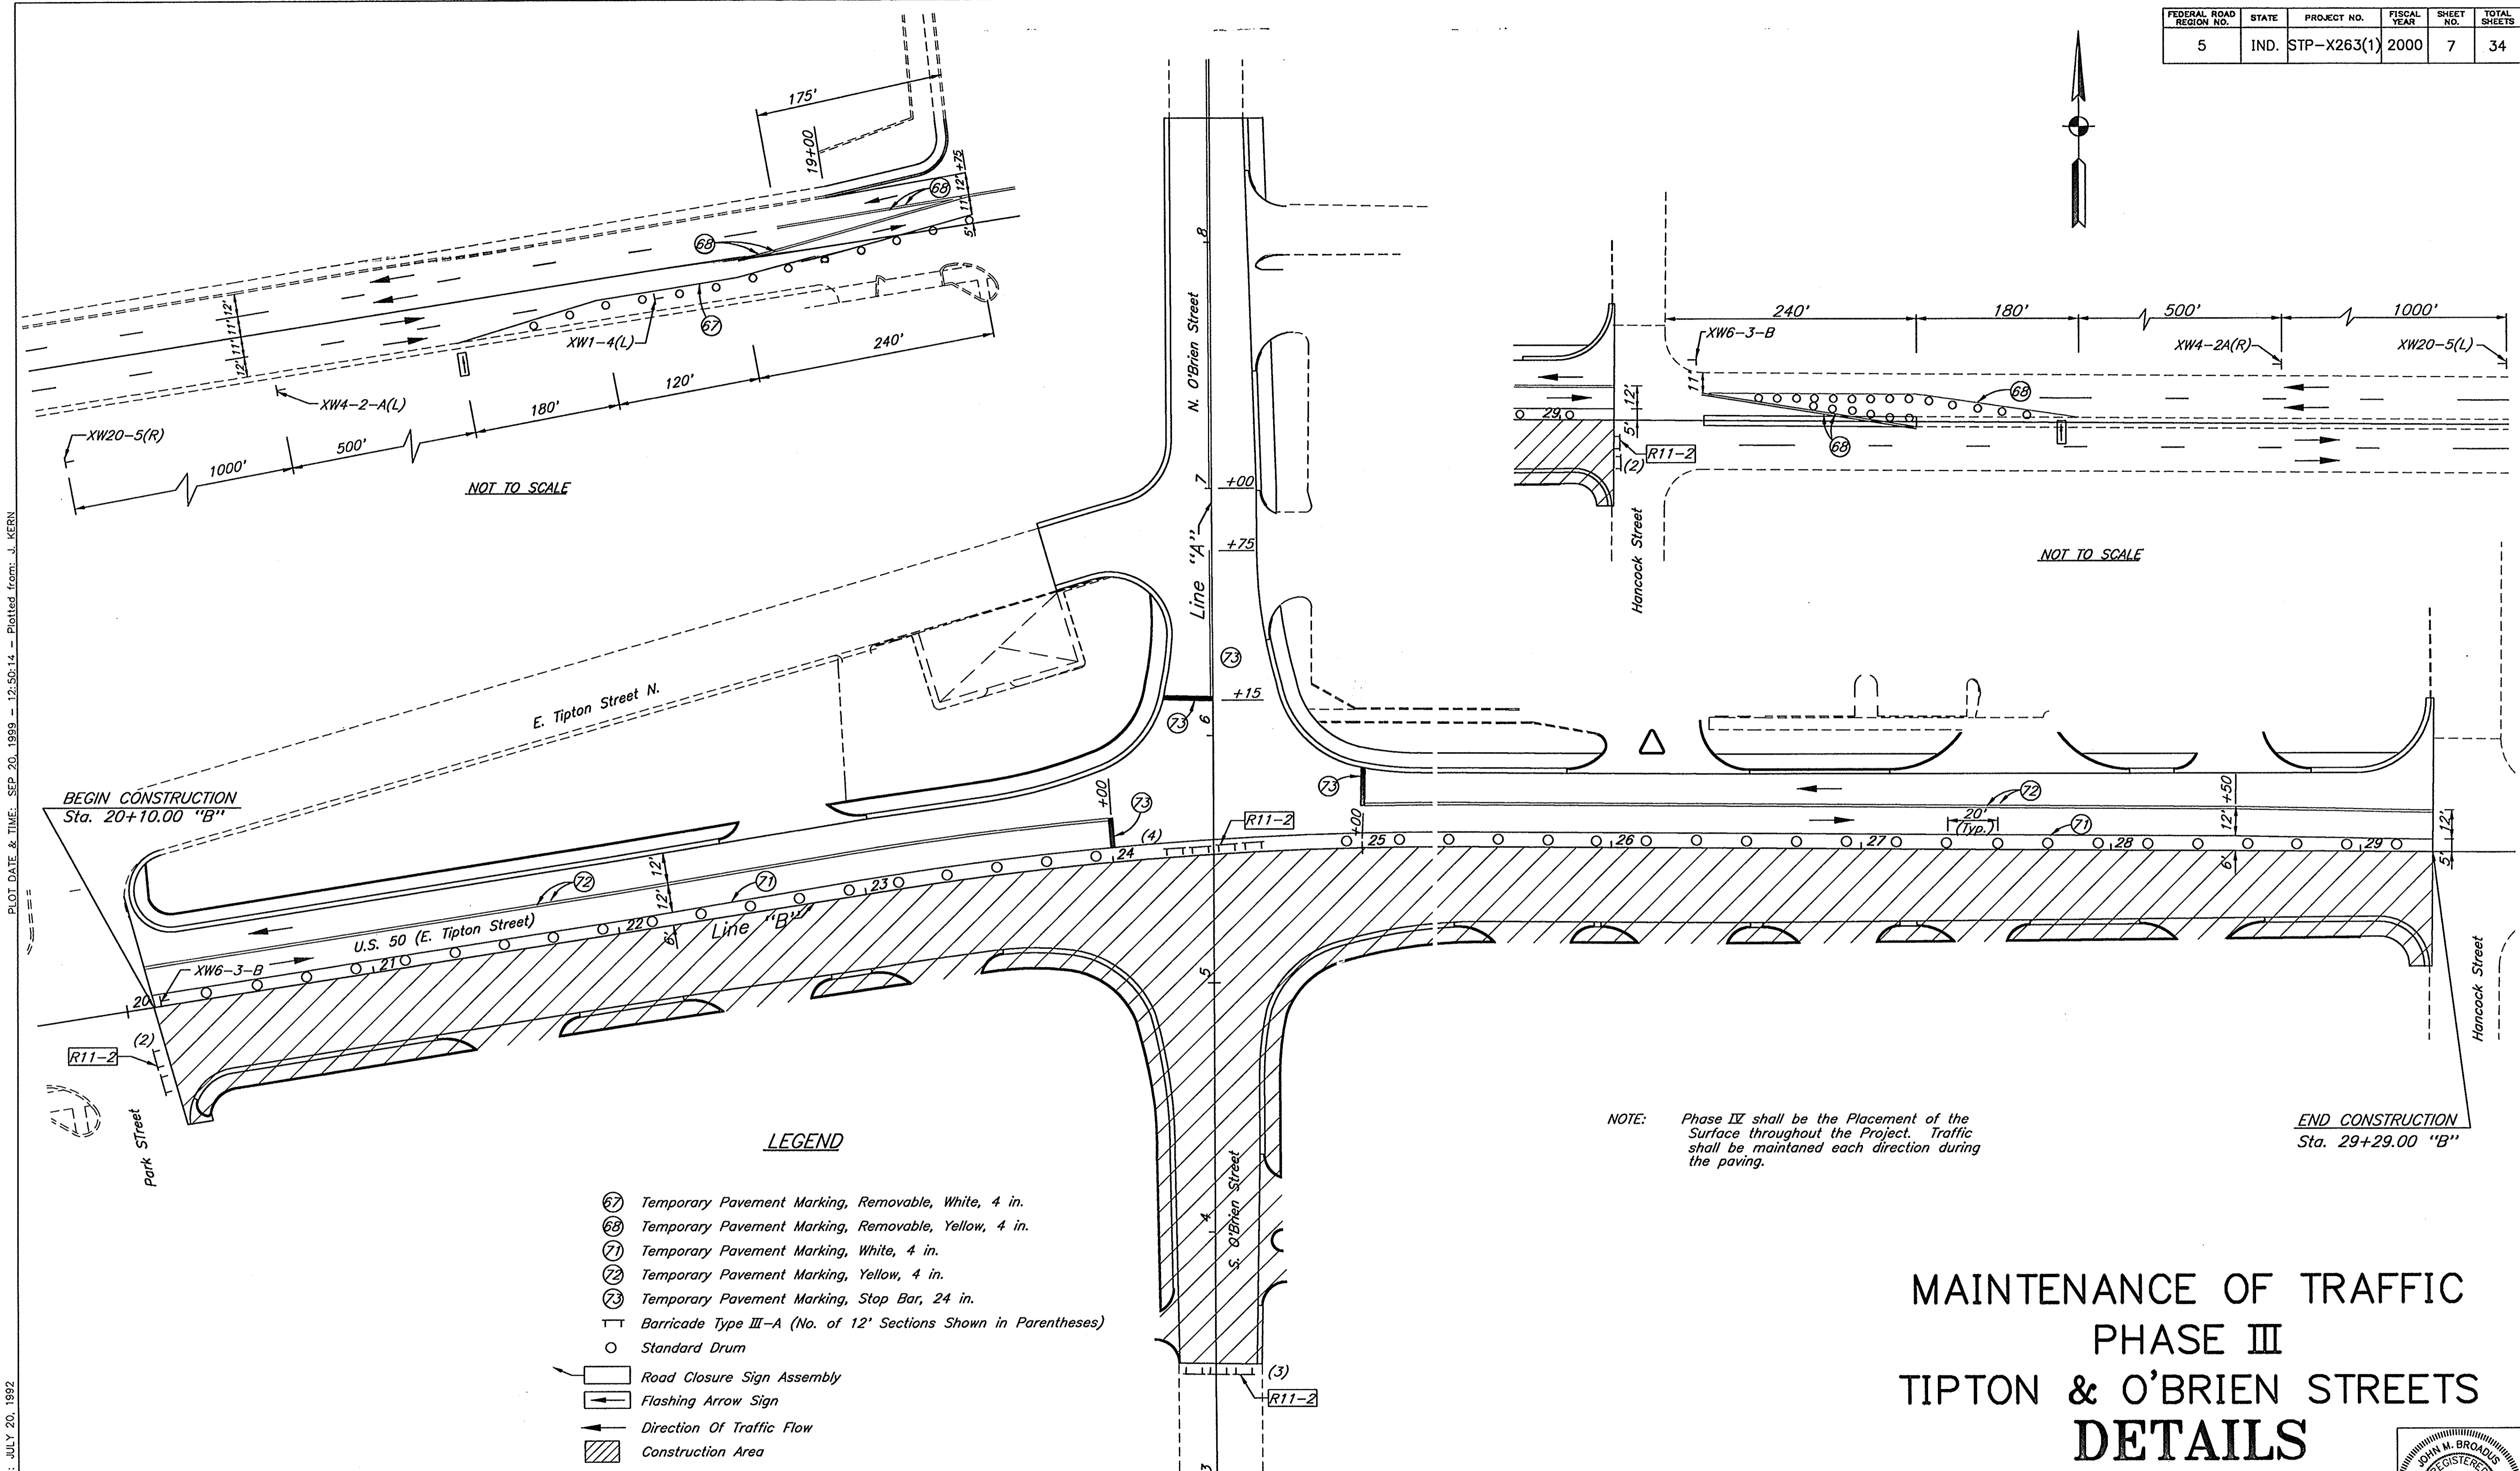 FEDERAL ROAD REGION NO. STATE PROJECT NO. FISCAL YEAR SHEET NO. TOTAL SHEETS
5 IND. STP-X263(1) 2000 7 34
175'
19+00
+75
12'
11'
5'
68
68
67
12'
11'
11'
12'
XW1-4(L)
240'
120'
XW4-2-A(L)
180'
XW20-5(R)
500'
1000'
NOT TO SCALE
8
N. O'Brien Street
7
+00
Line "A"
+75
73
+15
73
6
240' 180' 500' 1000'
XW6-3-B
XW4-2A(R)
XW20-5(L)
11'
68
68
12'
29
5'
R11-2
(2)
Hancock Street
NOT TO SCALE
E. Tipton Street N.
BEGIN CONSTRUCTION
Sta. 20+10.00 "B"
+00
73
(4)
R11-2
73
+00
72
20'
(Typ.)
71
+50
12'
12'
5'
6'
24
25
26
27
28
29
72
12'
12'
71
23
22
Line "B"
6'
U.S. 50 (E. Tipton Street)
21
XW6-3-B
20
(2)
R11-2
Park STreet
5
Hancock Street
NOTE: Phase IV shall be the Placement of the
Surface throughout the Project. Traffic
shall be maintaned each direction during
the paving.
END CONSTRUCTION
Sta. 29+29.00 "B"
S. O'Brien Street
4
(3)
R11-2
3
LEGEND
67 Temporary Pavement Marking, Removable, White, 4 in.
68 Temporary Pavement Marking, Removable, Yellow, 4 in.
71 Temporary Pavement Marking, White, 4 in.
72 Temporary Pavement Marking, Yellow, 4 in.
73 Temporary Pavement Marking, Stop Bar, 24 in.
Barricade Type III-A (No. of 12' Sections Shown in Parentheses)
Standard Drum
Road Closure Sign Assembly
Flashing Arrow Sign
Direction Of Traffic Flow
Construction Area
MAINTENANCE OF TRAFFIC
PHASE III
TIPTON & O'BRIEN STREETS
DETAILS
JOHN M. BROADUS
REGISTERED
PLOT DATE & TIME: SEP 20, 1999 - 12:50:14 - Plotted from: J. KERN
: JULY 20, 1992